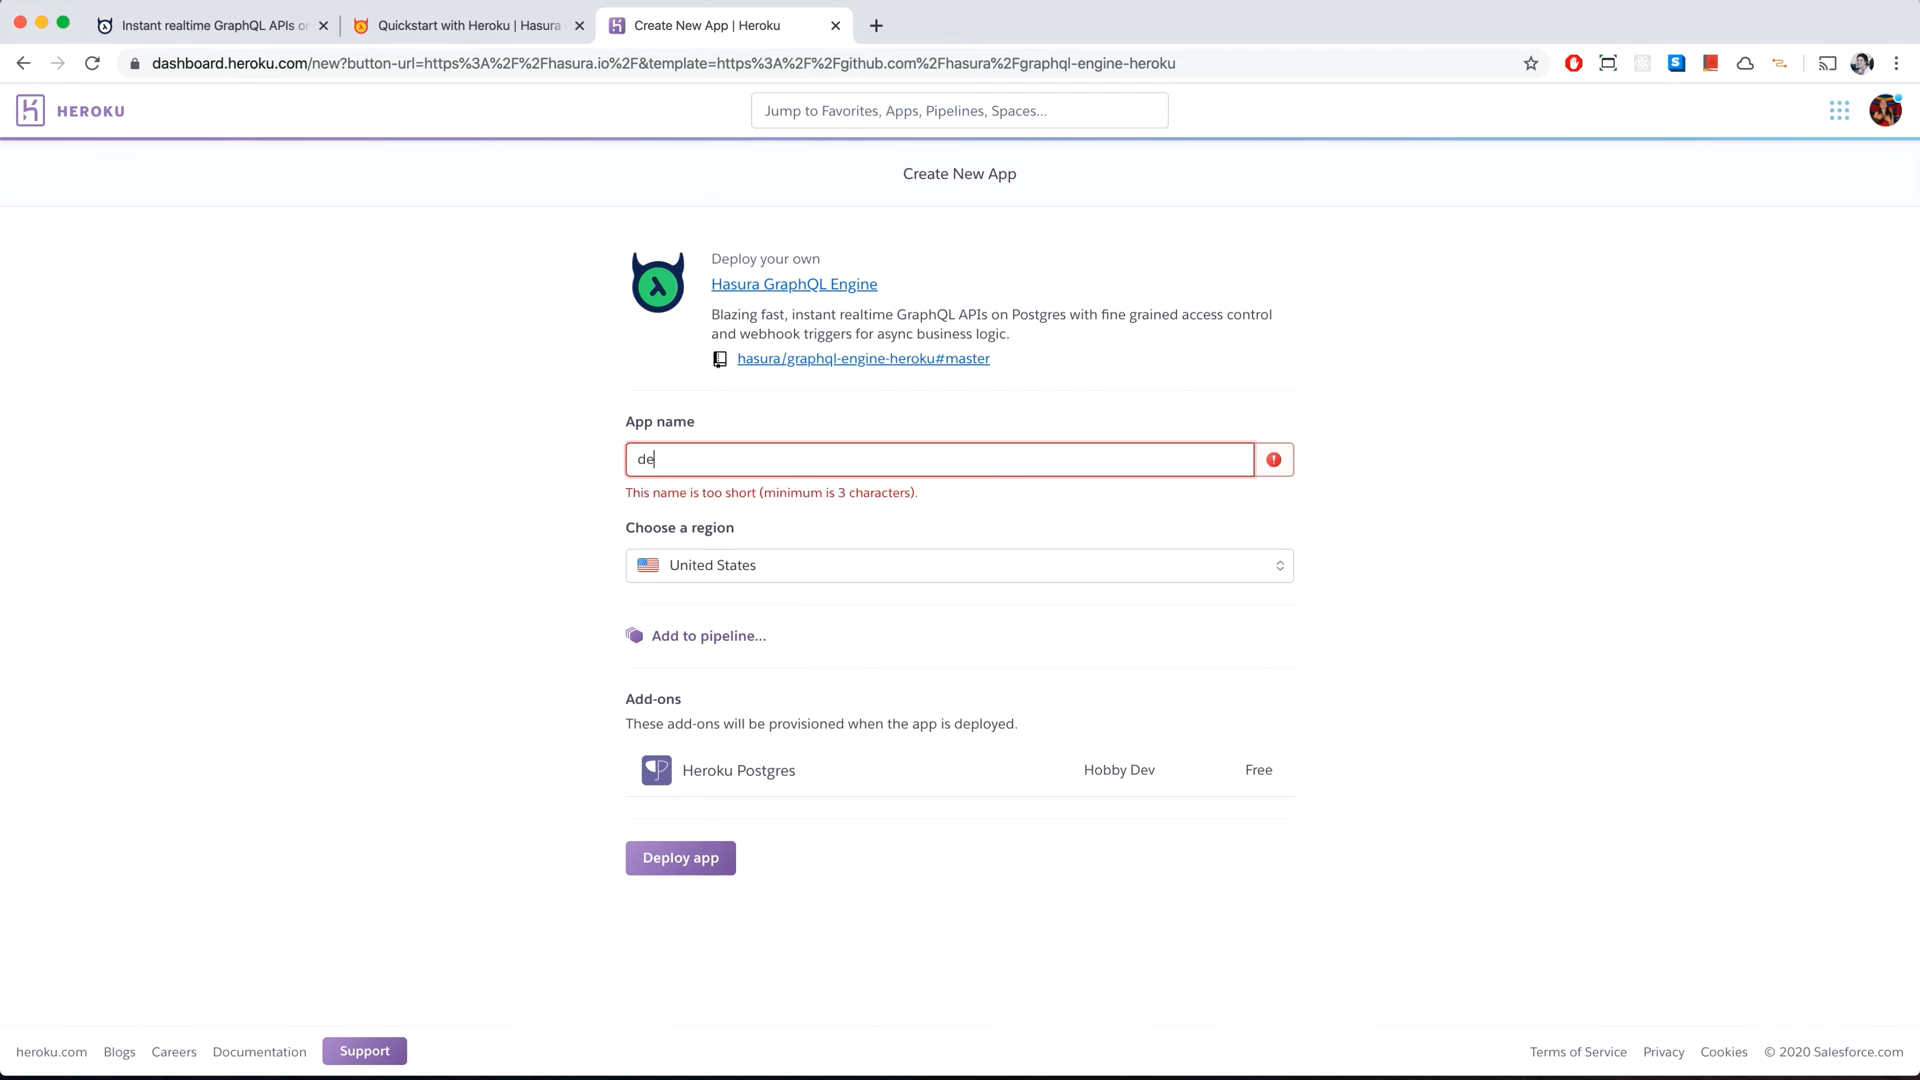 Instant realtime GraphQL APIs o
Quickstart with Heroku | Hasura
Create New App | Heroku
dashboard.heroku.com/new?button-url=https%3A%2F%2Fhasura.io%2F&template=https%3A%2F%2Fgithub.com%2Fhasura%2Fgraphql-engine-heroku
HEROKU
Jump to Favorites, Apps, Pipelines, Spaces...
Create New App
Deploy your own
Hasura GraphQL Engine
Blazing fast, instant realtime GraphQL APIs on Postgres with fine grained access control
and webhook triggers for async business logic.
hasura/graphql-engine-heroku#master
App name
de
This name is too short (minimum is 3 characters).
Choose a region
United States
Add to pipeline...
Add-ons
These add-ons will be provisioned when the app is deployed.
Heroku Postgres Hobby Dev Free
Deploy app
heroku.com Blogs Careers Documentation Support Terms of Service Privacy Cookies © 2020 Salesforce.com